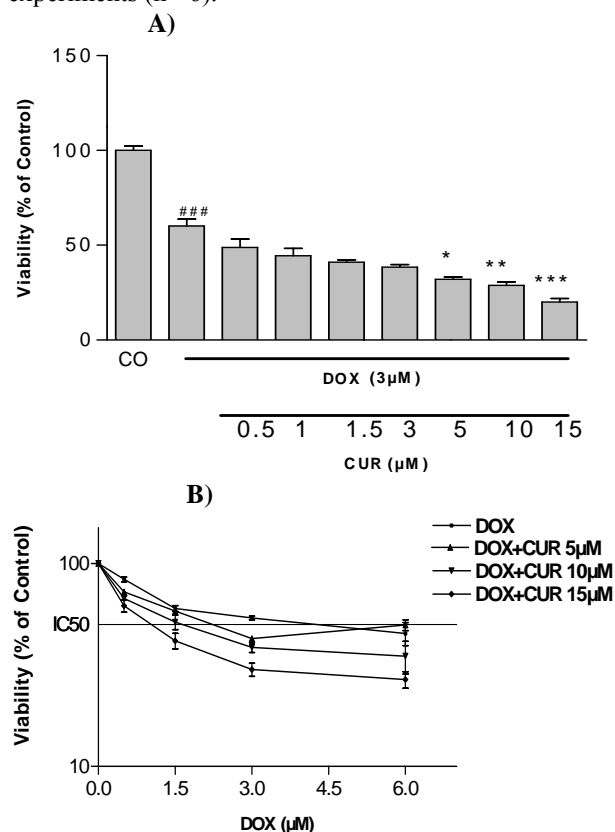 A)
Viability (% of Control)
150
100
50
0
###
*
**
***
CO
DOX (3µM)
0.5 1 1.5 3 5 10 15
CUR (µM)
B)
DOX
DOX+CUR 5µM
DOX+CUR 10µM
DOX+CUR 15µM
Viability (% of Control)
100
IC50
10
0.0 1.5 3.0 4.5 6.0
DOX (µM)